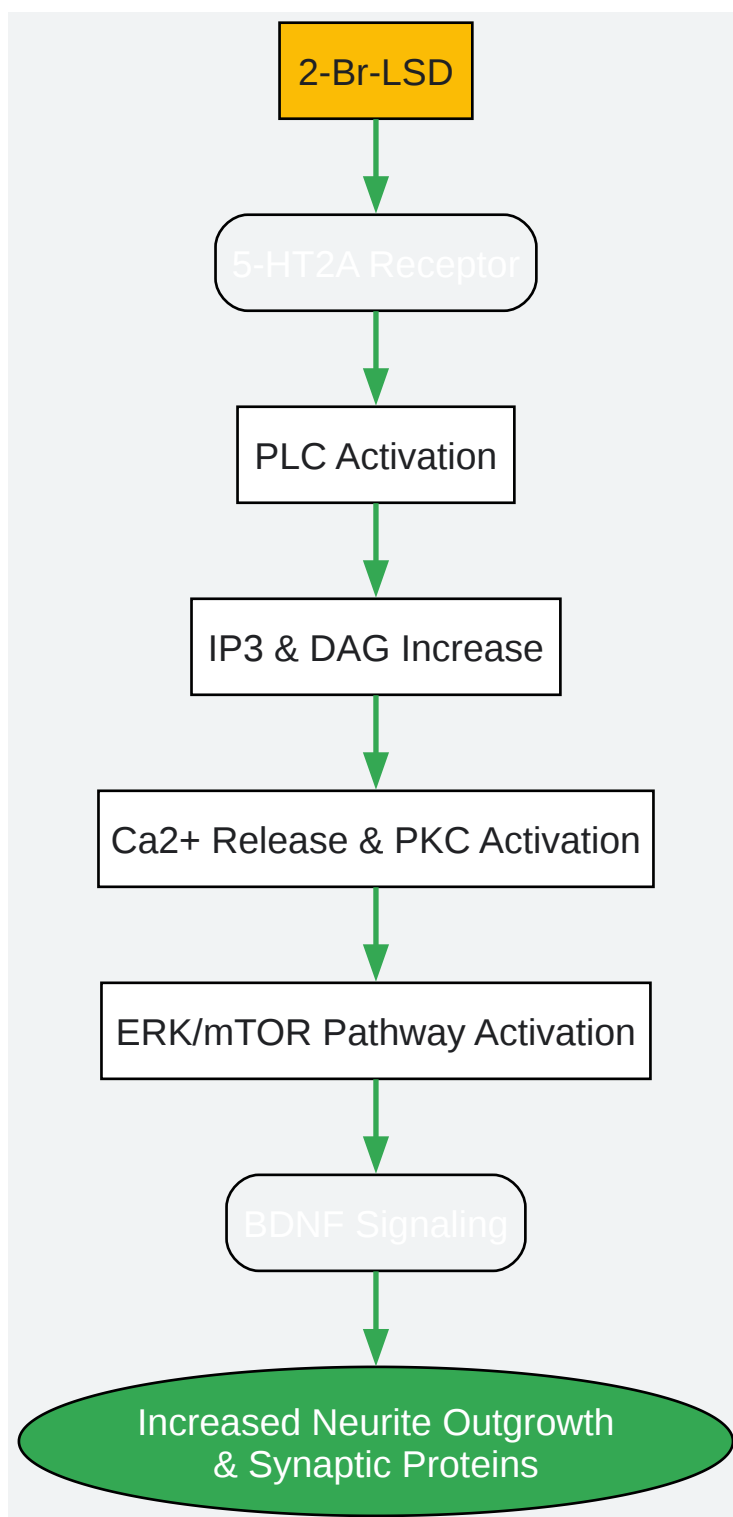 2-Br-LSD
5-HT2A Receptor
PLC Activation
IP3 & DAG Increase
Ca2+ Release & PKC Activation
ERK/mTOR Pathway Activation
BDNF Signaling
Increased Neurite Outgrowth
& Synaptic Proteins